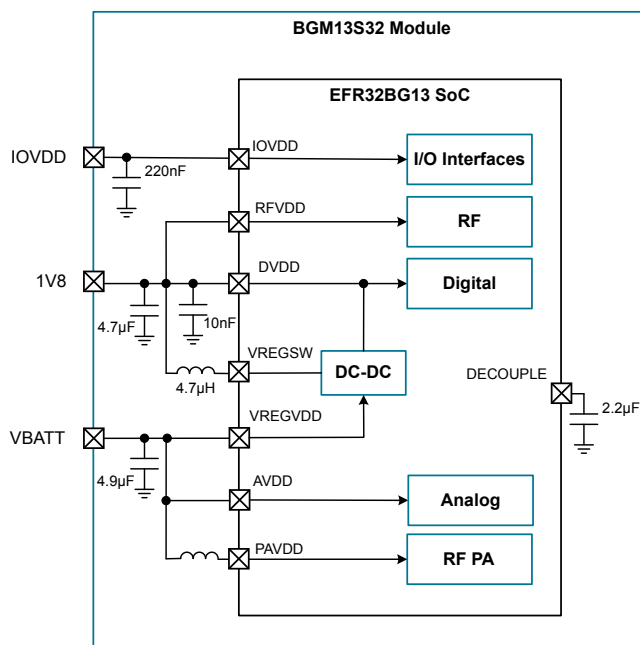 BGM13S32 Module
EFR32BG13 SoC
IOVDD
220nF
IOVDD
I/O Interfaces
RFVDD
RF
1V8
4.7µF
10nF
DVDD
Digital
4.7µH
VREGSW
DC-DC
DECOUPLE
2.2µF
VBATT
4.9µF
VREGVDD
AVDD
Analog
PAVDD
RF PA